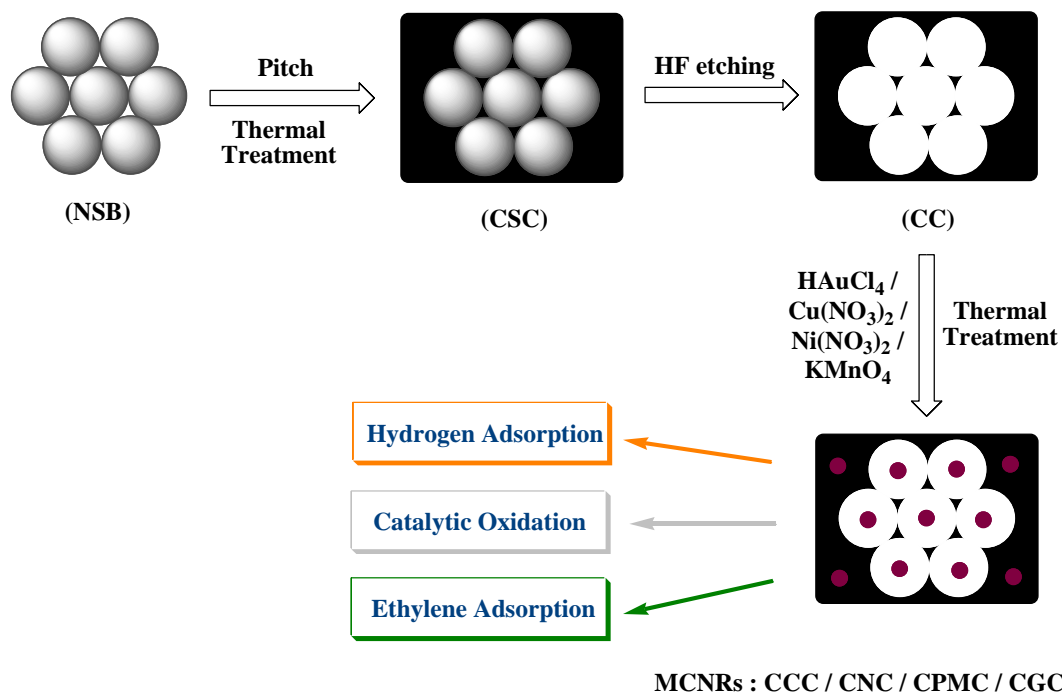 Pitch
Thermal
Treatment
HF etching
(NSB)
(CSC)
(CC)
HAuCl4 /
Cu(NO3)2 /
Ni(NO3)2 /
KMnO4
Thermal
Treatment
Hydrogen Adsorption
Catalytic Oxidation
Ethylene Adsorption
MCNRs : CCC / CNC / CPMC / CGC